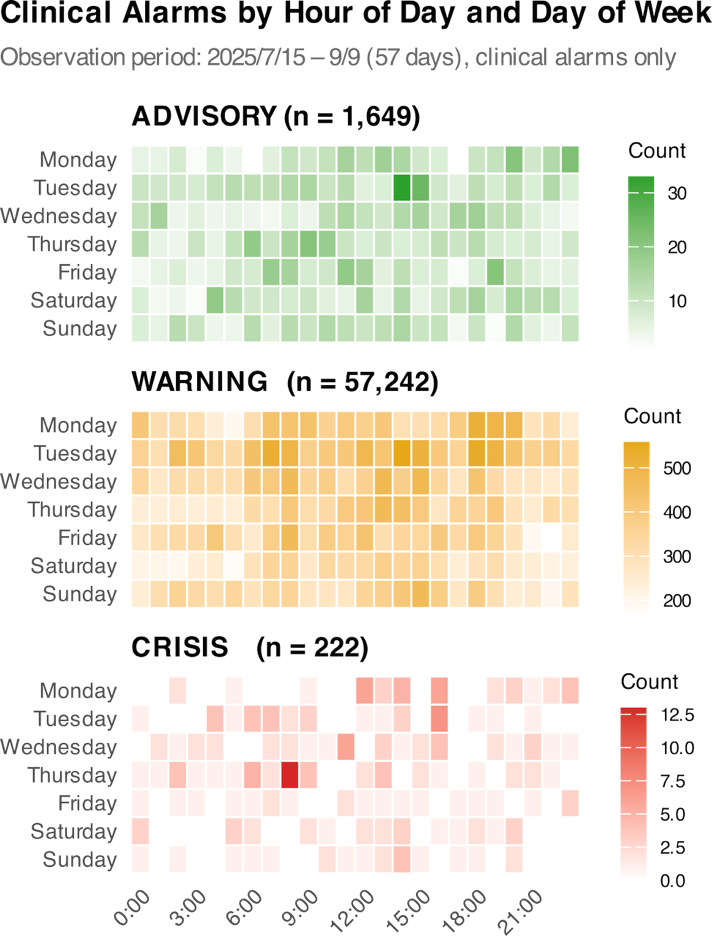 Clinical Alarms by Hour of Day and Day of Week
Observation period: 2025/7/15 – 9/9 (57 days), clinical alarms only
ADVISORY (n = 1,649)
Monday
Tuesday
Wednesday
Thursday
Friday
Saturday
Sunday
Count
30
20
10
WARNING (n = 57,242)
Monday
Tuesday
Wednesday
Thursday
Friday
Saturday
Sunday
Count
500
400
300
200
CRISIS (n = 222)
Monday
Tuesday
Wednesday
Thursday
Friday
Saturday
Sunday
Count
12.5
10.0
7.5
5.0
2.5
0.0
0:00 3:00 6:00 9:00 12:00 15:00 18:00 21:00